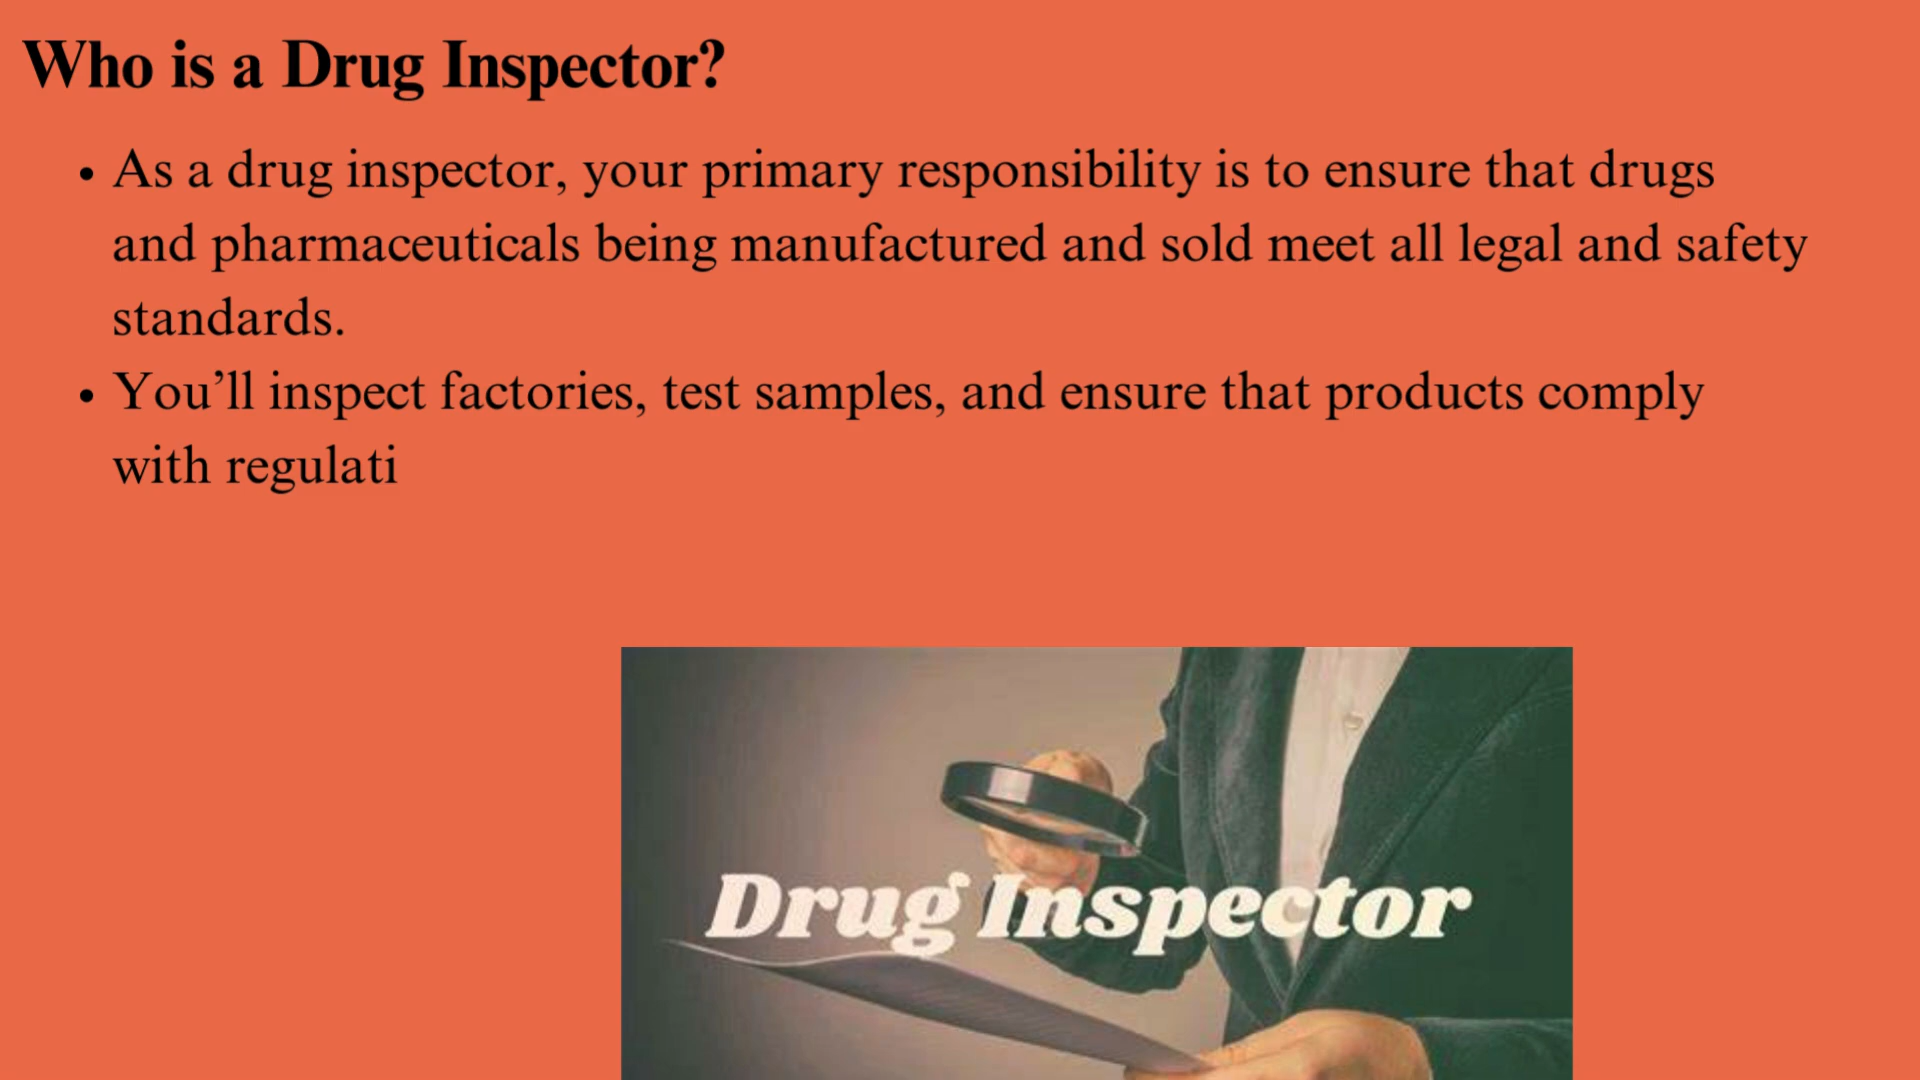 Who is a Drug Inspector?
• As a drug inspector, your primary responsibility is to ensure that drugs
and pharmaceuticals being manufactured and sold meet all legal and safety
standards.
• You’ll inspect factories, test samples, and ensure that products comply
with regulati
Drug Inspector